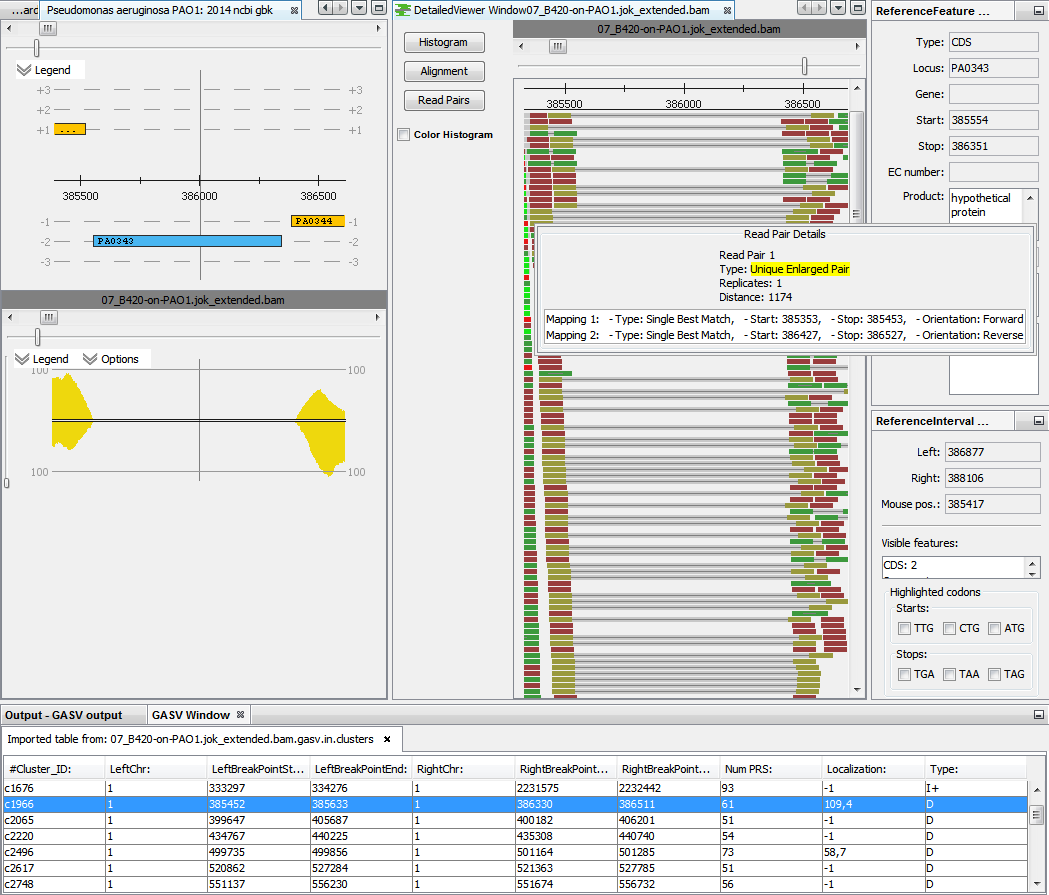 ...ard
Pseudomonas aeruginosa PAO1: 2014 ncbi gbk
Legend
+3 +3
+2 +2
+1 ... +1
385500 386000 386500
-1 PA0344 -1
-2 PA0343 -2
-3 -3
07_B420-on-PAO1.jok_extended.bam
Legend Options
100 100
100 100
DetailedViewer Window07_B420-on-PAO1.jok_extended.bam
Histogram
Alignment
Read Pairs
Color Histogram
07_B420-on-PAO1.jok_extended.bam
385500 386000 386500
Read Pair Details
Read Pair 1
Type: Unique Enlarged Pair
Replicates: 1
Distance: 1174
Mapping 1: - Type: Single Best Match, - Start: 385353, - Stop: 385453, - Orientation: Forward
Mapping 2: - Type: Single Best Match, - Start: 386427, - Stop: 386527, - Orientation: Reverse
ReferenceFeature ...
Type: CDS
Locus: PA0343
Gene:
Start: 385554
Stop: 386351
EC number:
Product: hypothetical
protein
ReferenceInterval ...
Left: 386877
Right: 388106
Mouse pos.: 385417
Visible features:
CDS: 2
Highlighted codons
Starts:
TTG CTG ATG
Stops:
TGA TAA TAG
Output - GASV output GASV Window
Imported table from: 07_B420-on-PAO1.jok_extended.bam.gasv.in.clusters
#Cluster_ID: LeftChr: LeftBreakPointSt... LeftBreakPointEnd: RightChr: RightBreakPoint... RightBreakPoint... Num PRS: Localization: Type:
c1676 1 333297 334276 1 2231575 2232442 93 -1 I+
c1966 1 385452 385633 1 386330 386511 61 109,4 D
c2065 1 399647 405687 1 400182 406201 51 -1 D
c2220 1 434767 440225 1 435308 440740 54 -1 D
c2496 1 499735 499856 1 501164 501285 73 58,7 D
c2617 1 520862 527284 1 521363 527785 51 -1 D
c2748 1 551137 556230 1 551674 556732 56 -1 D